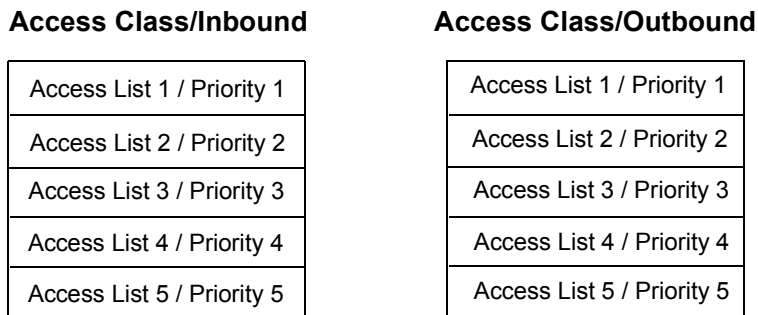 Access Class/Inbound
Access List 1 / Priority 1
Access List 2 / Priority 2
Access List 3 / Priority 3
Access List 4 / Priority 4
Access List 5 / Priority 5
Access Class/Outbound
Access List 1 / Priority 1
Access List 2 / Priority 2
Access List 3 / Priority 3
Access List 4 / Priority 4
Access List 5 / Priority 5